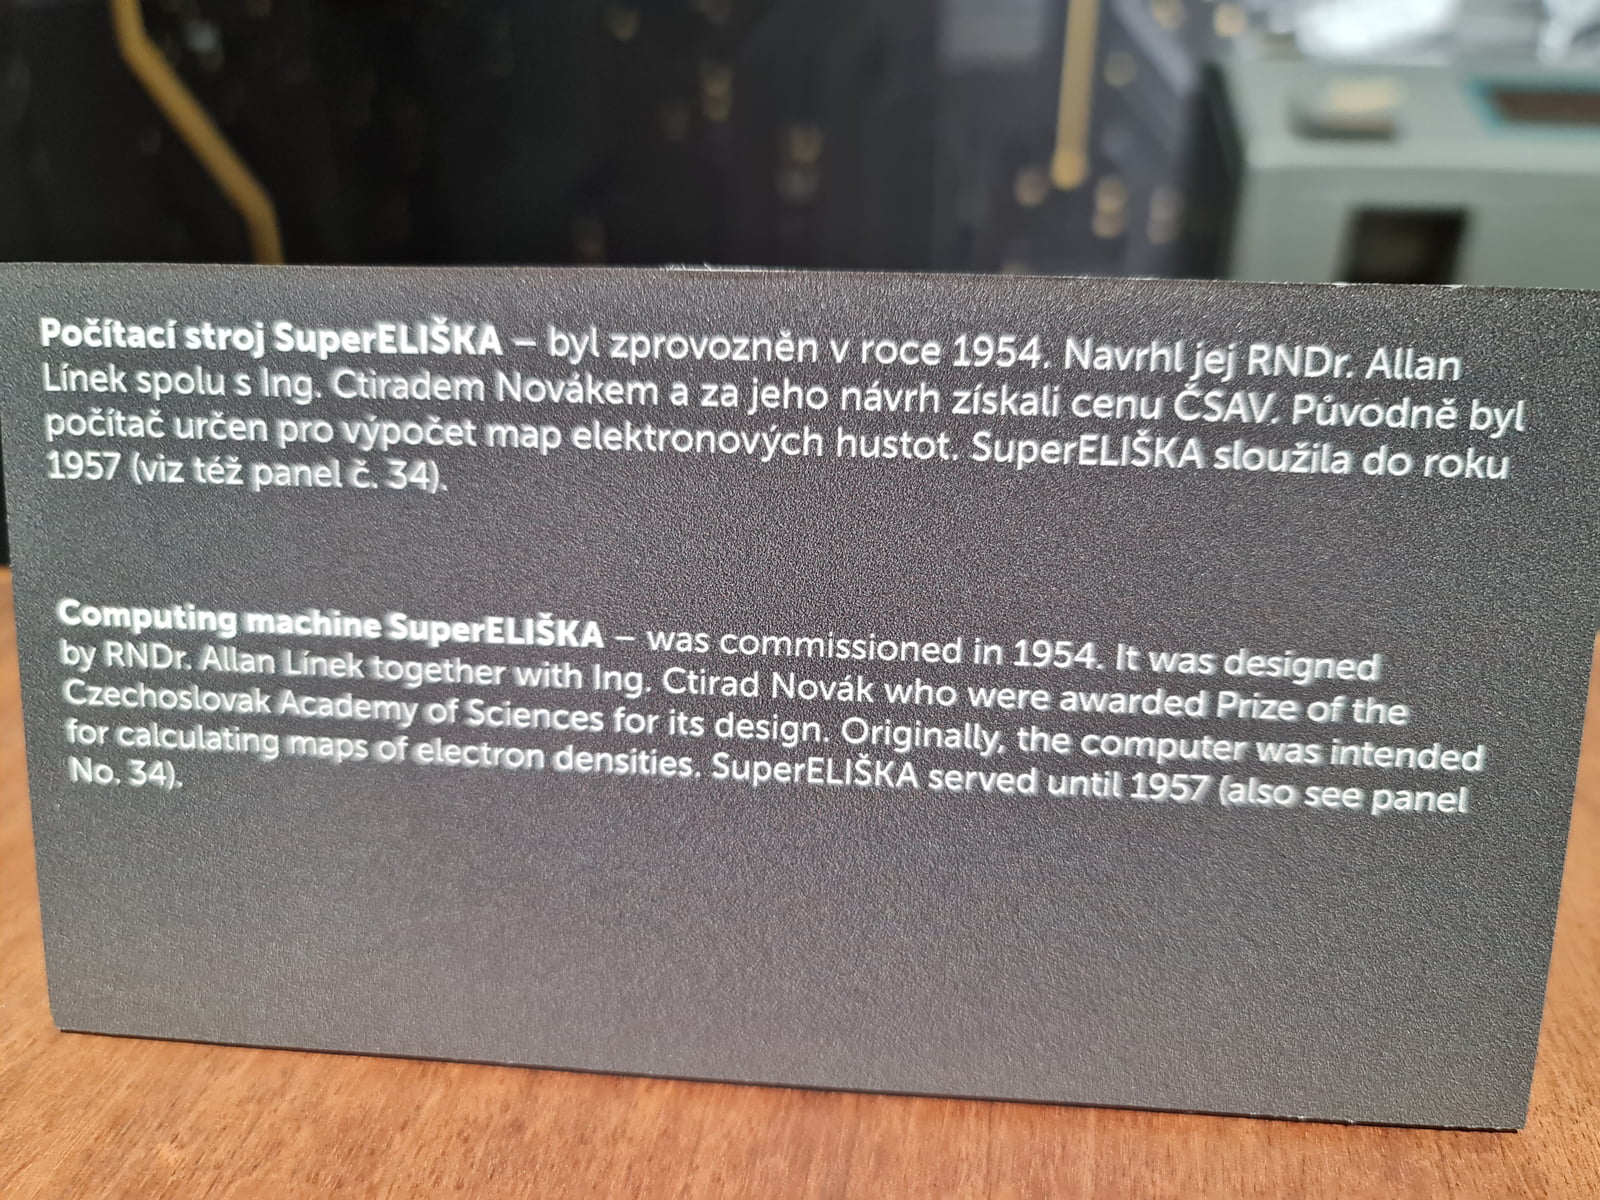 Počítací stroj SuperELIŠKA – byl zprovozněn v roce 1954. Navrhl jej RNDr. Allan
Línek spolu s Ing. Ctiradem Novákem a za jeho návrh získali cenu ČSAV. Původně byl
počítač určen pro výpočet map elektronových hustot. SuperELIŠKA sloužila do roku
1957 (viz též panel č. 34).
Computing machine SuperELIŠKA – was commissioned in 1954. It was designed
by RNDr. Allan Línek together with Ing. Ctirad Novák who were awarded Prize of the
Czechoslovak Academy of Sciences for its design. Originally, the computer was intended
for calculating maps of electron densities. SuperELIŠKA served until 1957 (also see panel
No. 34).